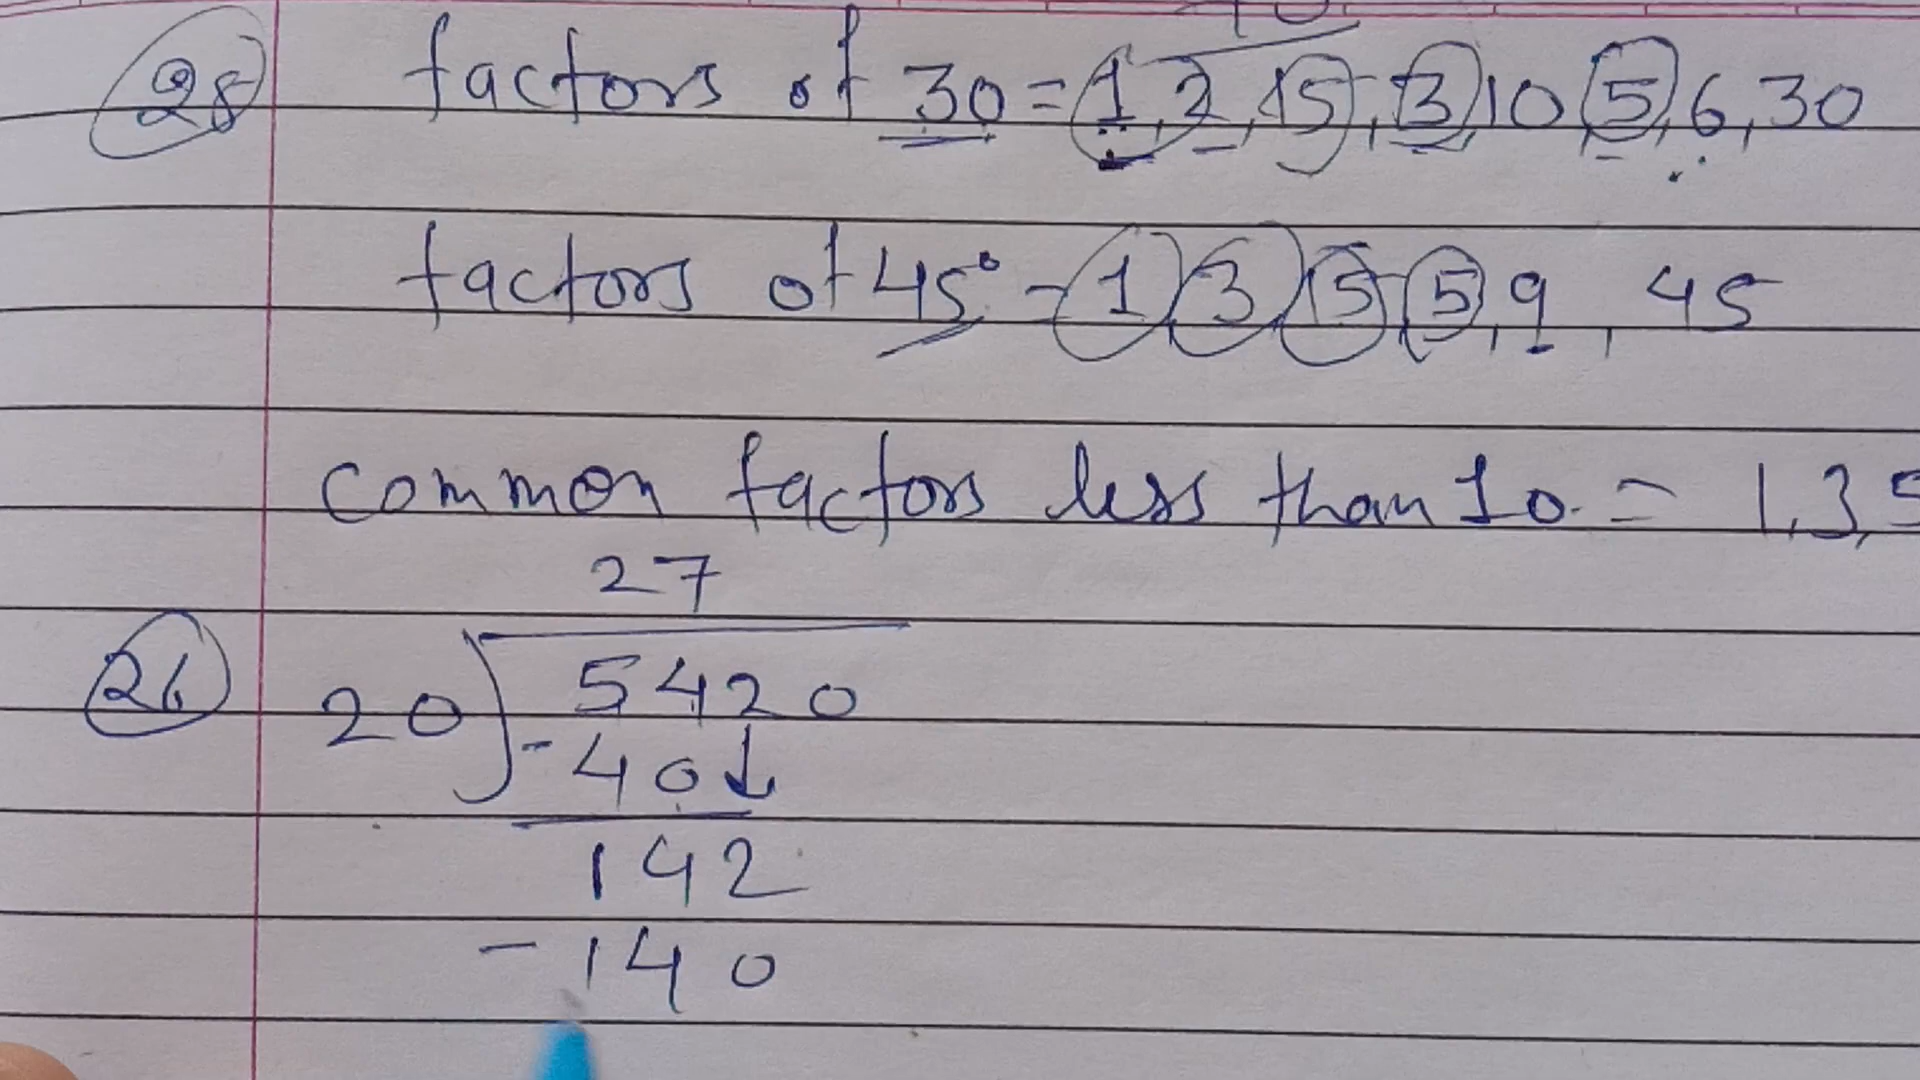 25 factors of 30 = 1, 2, 15, 3, 10, 5, 6, 30
factors of 45 - 1, 3, 15, 5, 9, 45
common factors less than 10. = 1, 3, 5
27
26 20 5420
- 40↓
142
- 140